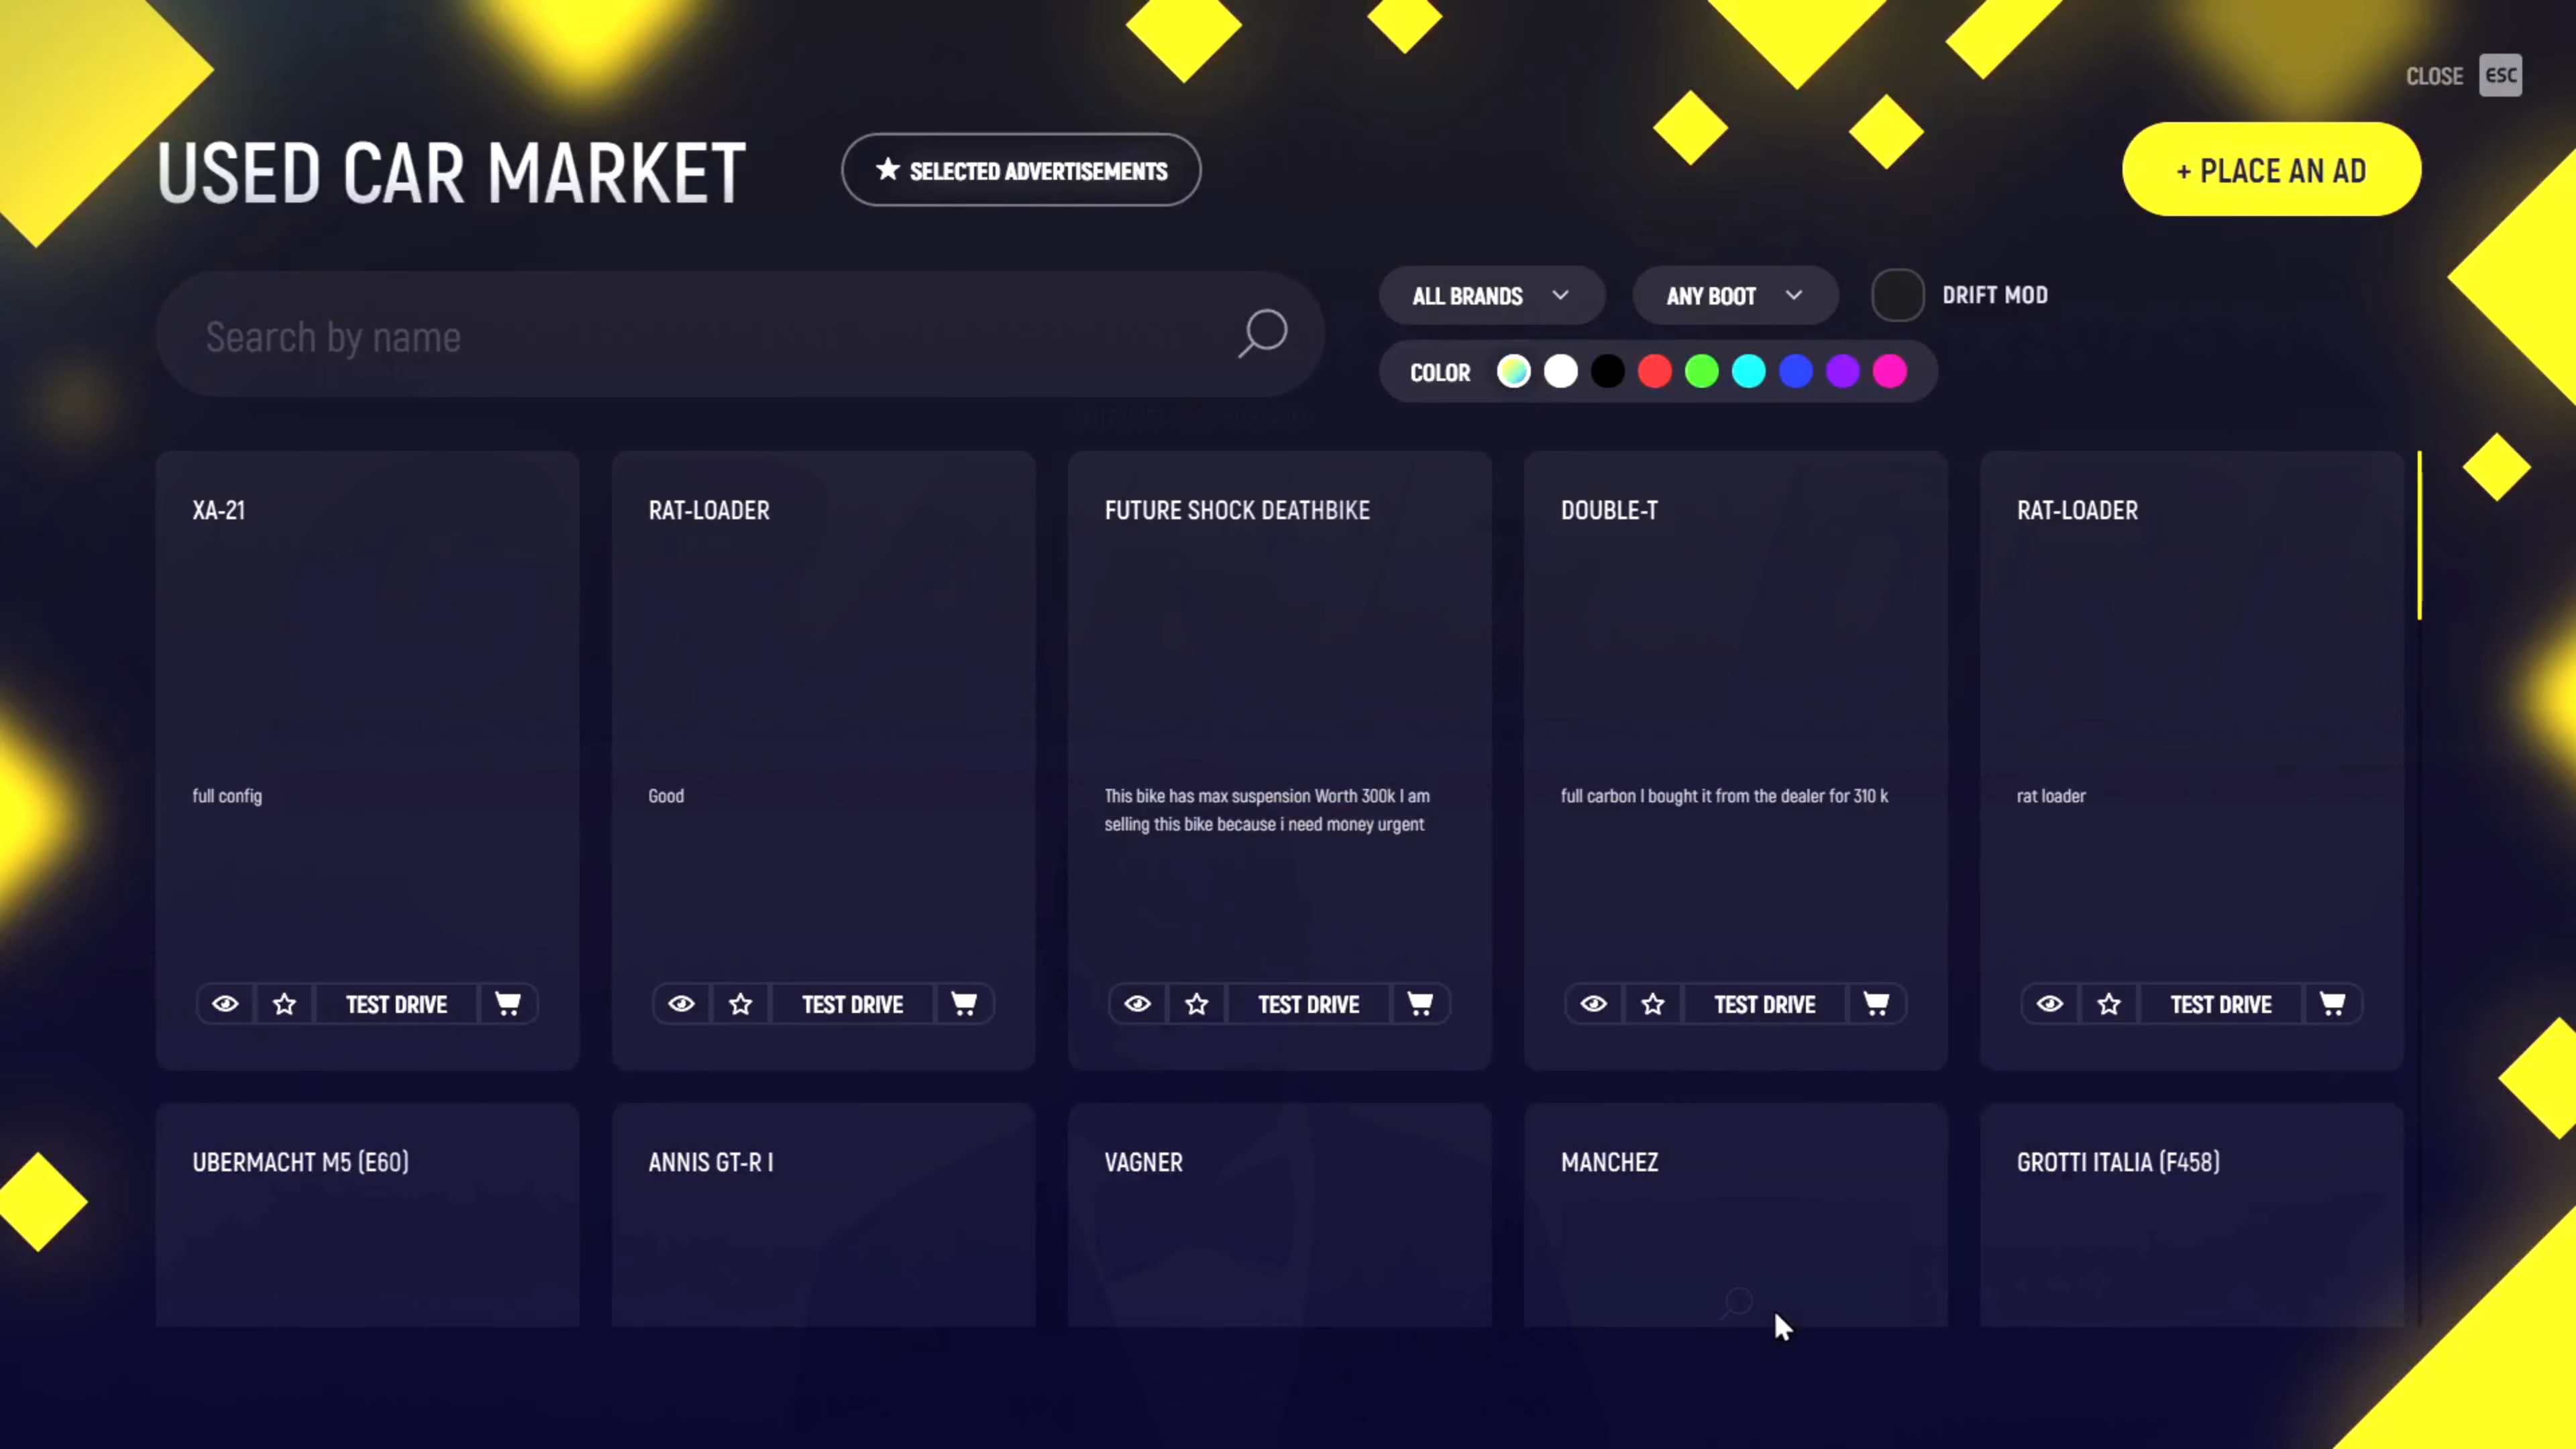 CLOSE ESC
USED CAR MARKET
★ SELECTED ADVERTISEMENTS
+ PLACE AN AD
Search by name
ALL BRANDS
ANY BOOT
DRIFT MOD
COLOR
XA-21
full config
TEST DRIVE
RAT-LOADER
Good
TEST DRIVE
FUTURE SHOCK DEATHBIKE
This bike has max suspension Worth 300k I am
selling this bike because i need money urgent
TEST DRIVE
DOUBLE-T
full carbon I bought it from the dealer for 310 k
TEST DRIVE
RAT-LOADER
rat loader
TEST DRIVE
UBERMACHT M5 (E60)
ANNIS GT-R I
VAGNER
MANCHEZ
GROTTI ITALIA (F458)